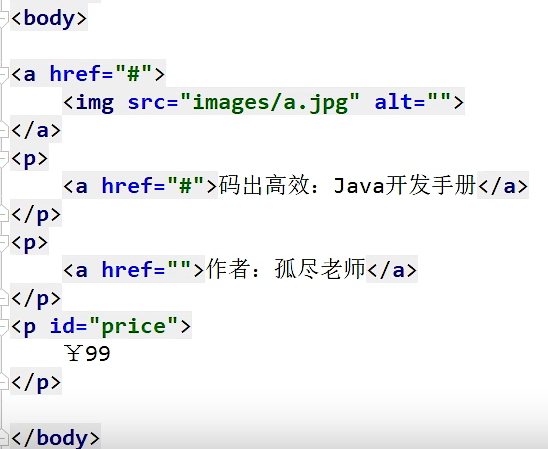 <body>
<a href="#">
<img src="images/a.jpg" alt="">
</a>
<p>
<a href="#">码出高效：Java开发手册</a>
</p>
<p>
<a href="">作者：孤尽老师</a>
</p>
<p id="price">
￥99
</p>
</body>